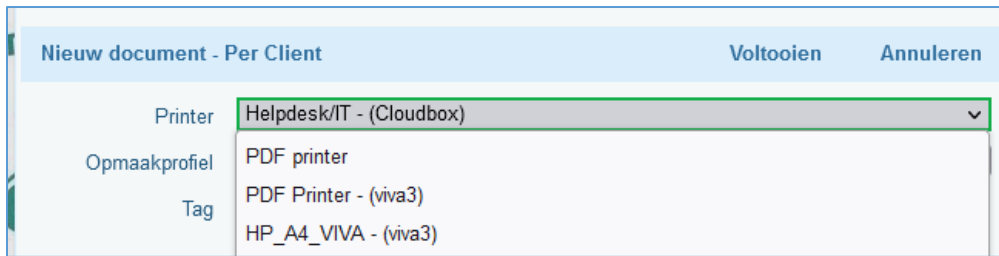 Nieuw document - Per Client Voltooien Annuleren
Printer Helpdesk/IT - (Cloudbox)
Opmaakprofiel PDF printer
Tag PDF Printer - (viva3)
HP_A4_VIVA - (viva3)